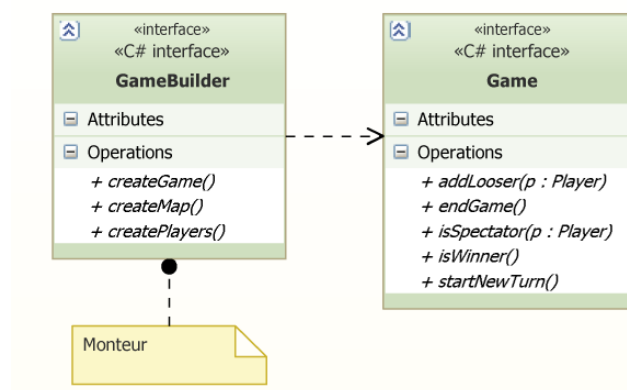 «interface»
«C# interface»
GameBuilder
Attributes
Operations
+ createGame()
+ createMap()
+ createPlayers()
Monteur
«interface»
«C# interface»
Game
Attributes
Operations
+ addLooser(p : Player)
+ endGame()
+ isSpectator(p : Player)
+ isWinner()
+ startNewTurn()